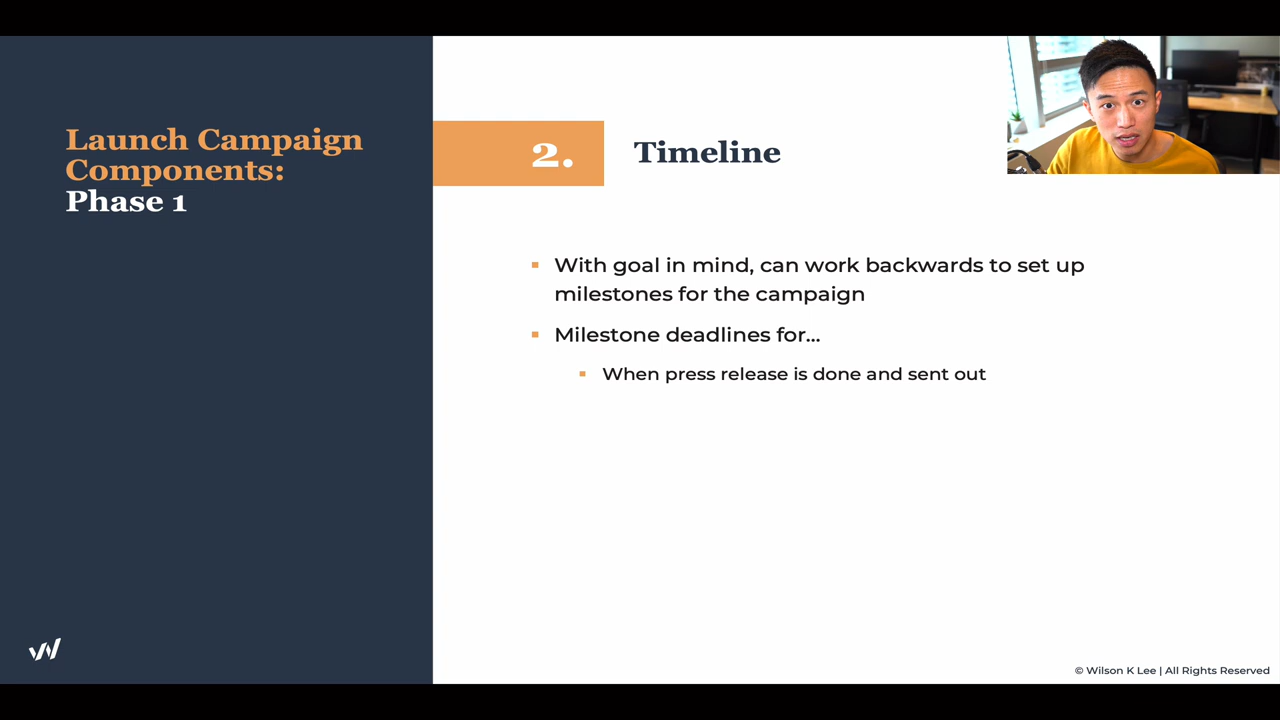 Launch Campaign
Components:
Phase 1
2.
Timeline
With goal in mind, can work backwards to set up
milestones for the campaign
Milestone deadlines for...
When press release is done and sent out
© Wilson K Lee | All Rights Reserved